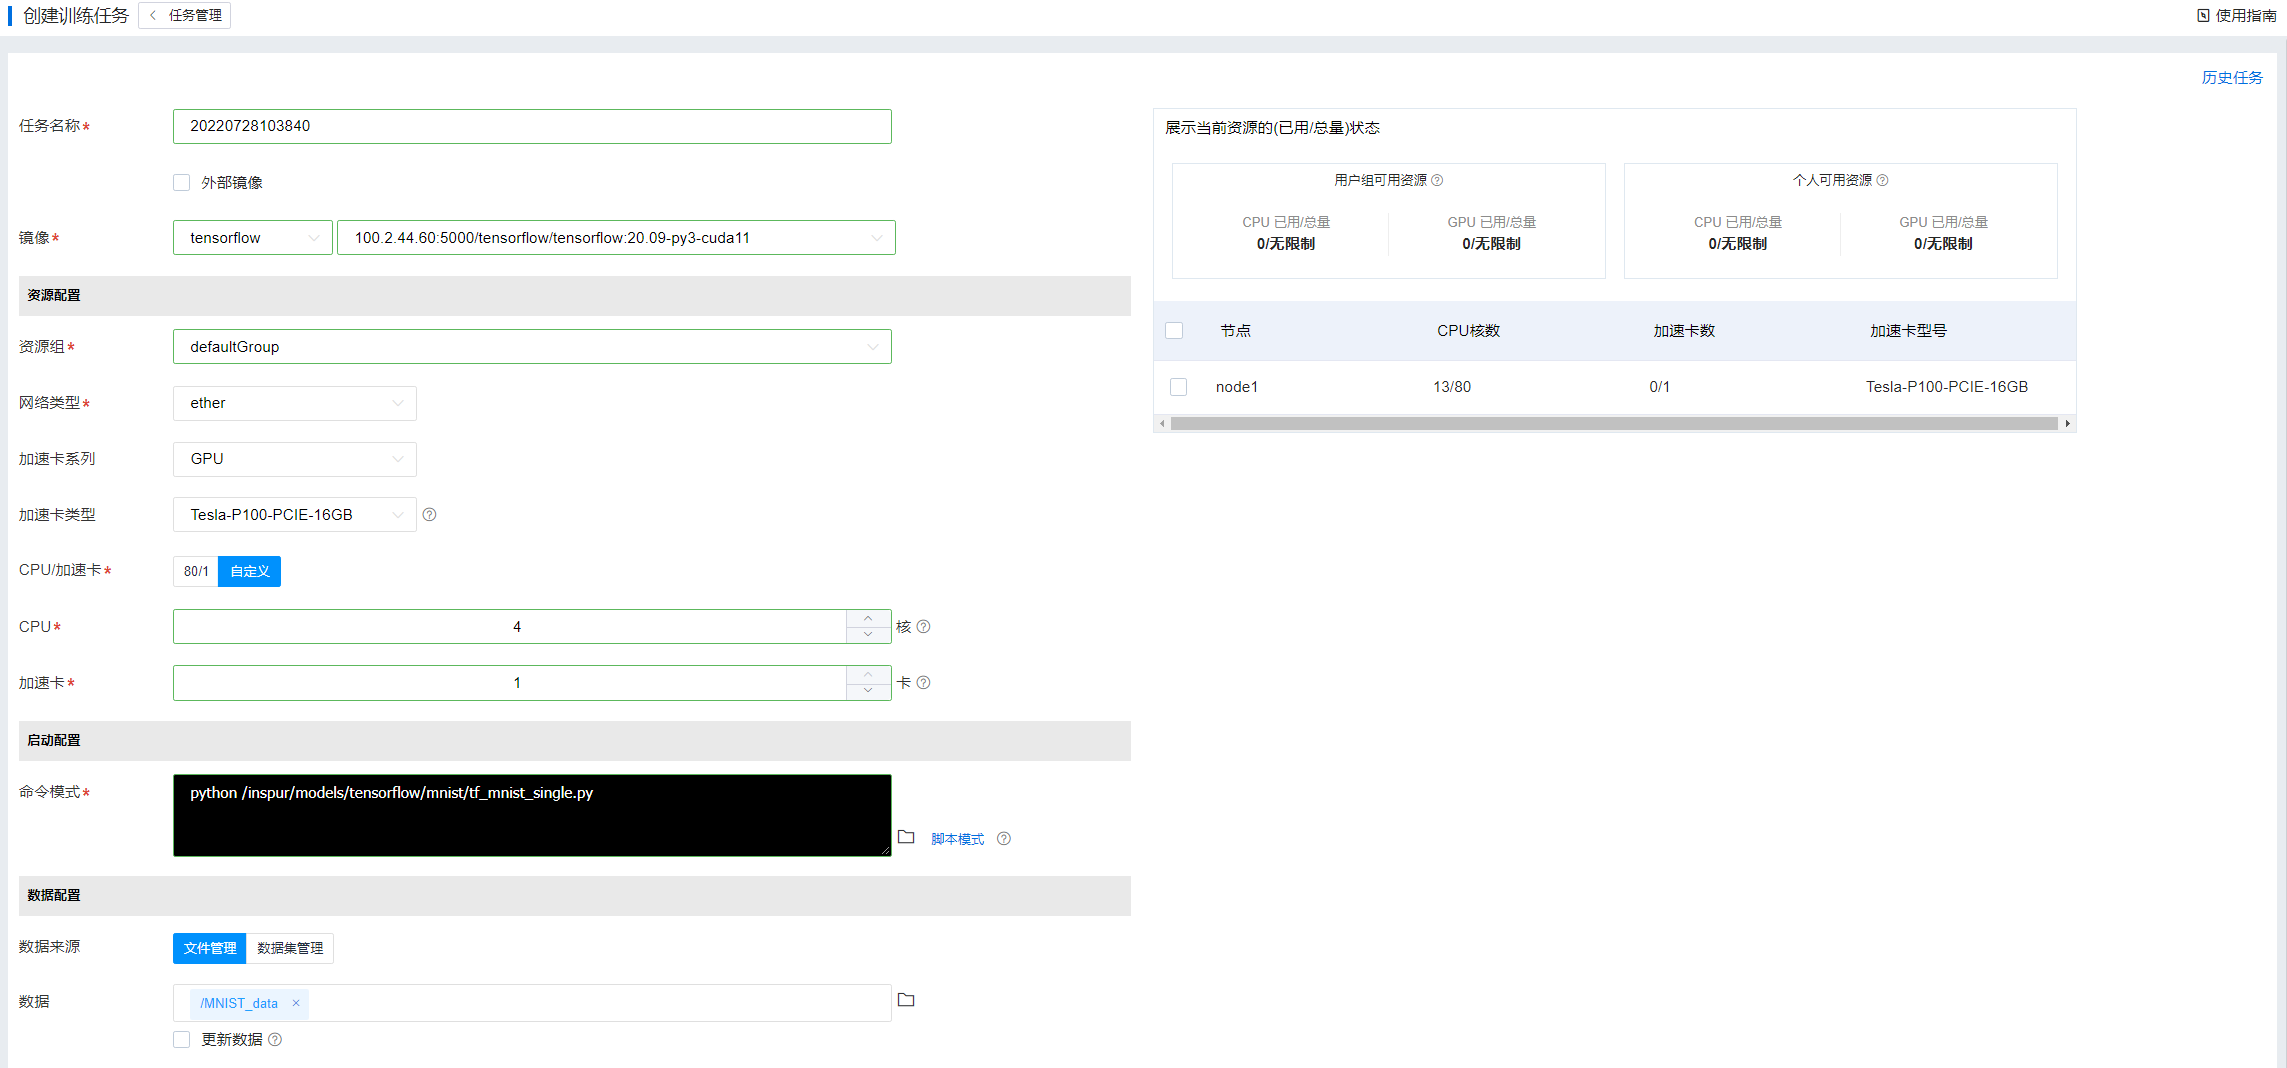 创建训练任务 任务管理 使用指南
历史任务
任务名称* 20220728103840
外部镜像
镜像* tensorflow 100.2.44.60:5000/tensorflow/tensorflow:20.09-py3-cuda11
资源配置
资源组* defaultGroup
网络类型* ether
加速卡系列 GPU
加速卡类型 Tesla-P100-PCIE-16GB
CPU/加速卡* 80/1 自定义
CPU* 4 核
加速卡* 1 卡
启动配置
命令模式* python /inspur/models/tensorflow/mnist/tf_mnist_single.py
脚本模式
数据配置
数据来源 文件管理 数据集管理
数据 /MNIST_data ×
更新数据
展示当前资源的(已用/总量)状态
用户组可用资源
CPU 已用/总量 GPU 已用/总量
0/无限制 0/无限制
个人可用资源
CPU 已用/总量 GPU 已用/总量
0/无限制 0/无限制
节点 CPU核数 加速卡数 加速卡型号
node1 13/80 0/1 Tesla-P100-PCIE-16GB